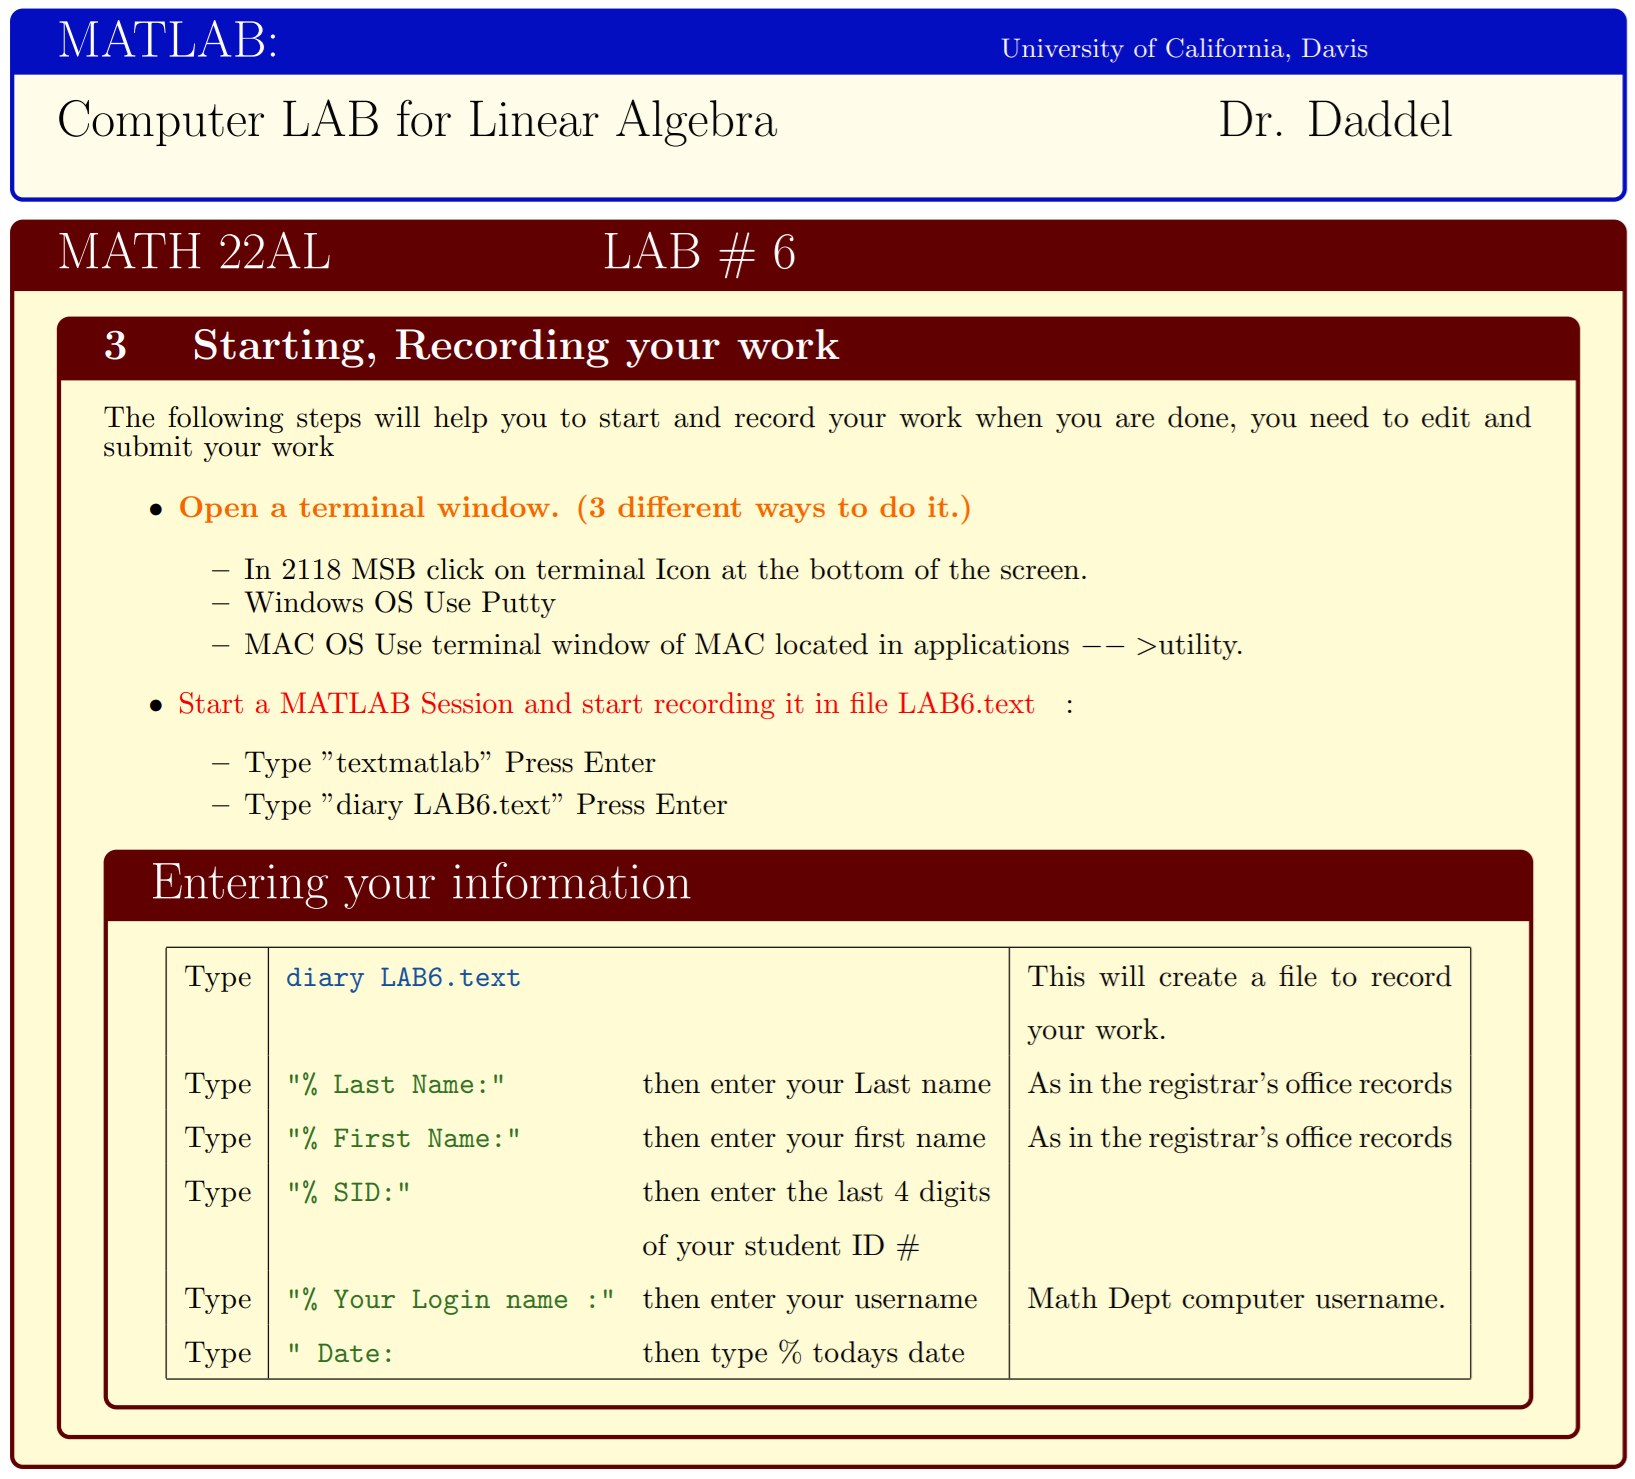 MATLAB: University of California, Davis
Computer LAB for Linear Algebra Dr. Daddel
MATH 22AL LAB # 6
3 Starting, Recording your work
The following steps will help you to start and record your work when you are done, you need to edit and
submit your work
• Open a terminal window. (3 different ways to do it.)
– In 2118 MSB click on terminal Icon at the bottom of the screen.
– Windows OS Use Putty
– MAC OS Use terminal window of MAC located in applications −− >utility.
• Start a MATLAB Session and start recording it in file LAB6.text :
– Type ”textmatlab” Press Enter
– Type ”diary LAB6.text” Press Enter
Entering your information
Type diary LAB6.text This will create a file to record
your work.
Type "% Last Name:" then enter your Last name As in the registrar’s office records
Type "% First Name:" then enter your first name As in the registrar’s office records
Type "% SID:" then enter the last 4 digits
of your student ID #
Type "% Your Login name :" then enter your username Math Dept computer username.
Type " Date: then type % todays date